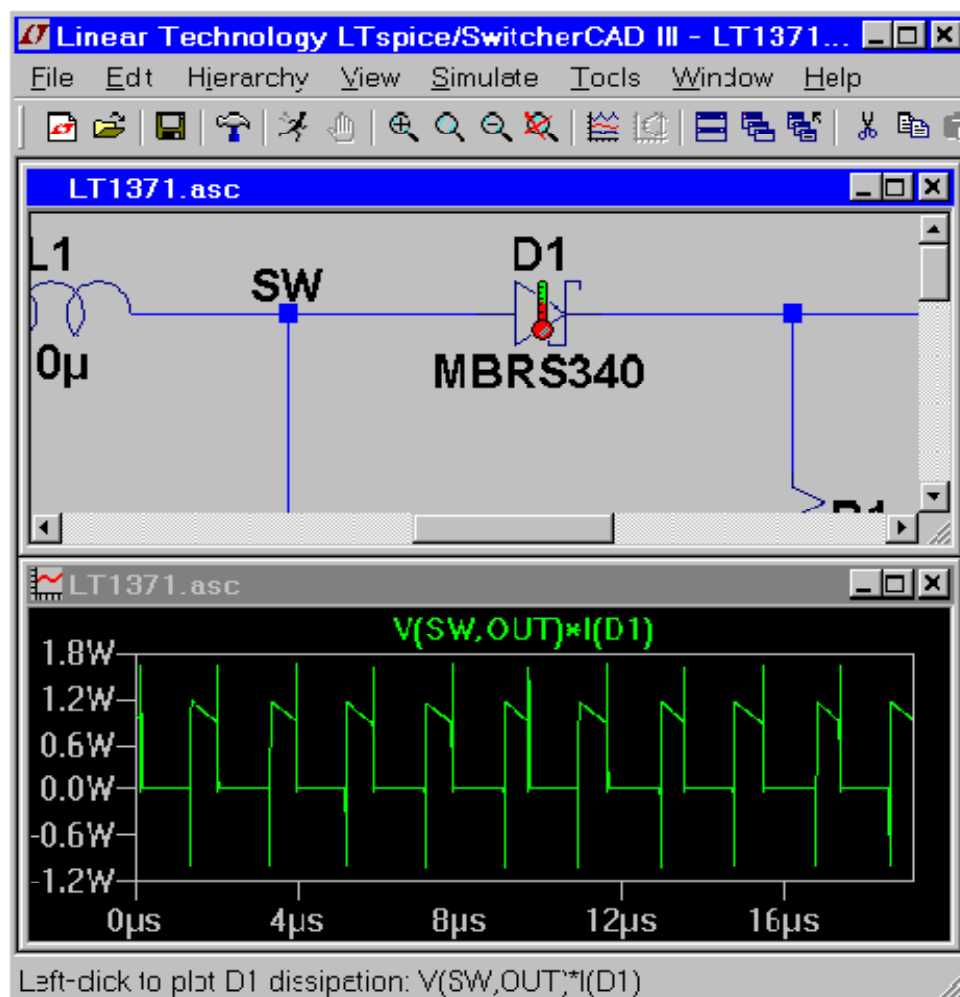 Linear Technology LTspice/SwitcherCAD III - LT1371...
File Edit Hierarchy View Simulate Tools Window Help
LT1371.asc
L1
SW
D1
0µ
MBRS340
LT1371.asc
V(SW,OUT)*I(D1)
1.8W
1.2W
0.6W
0.0W
-0.6W
-1.2W
0µs 4µs 8µs 12µs 16µs
Left-click to plot D1 dissipation: V(SW,OUT)*I(D1)